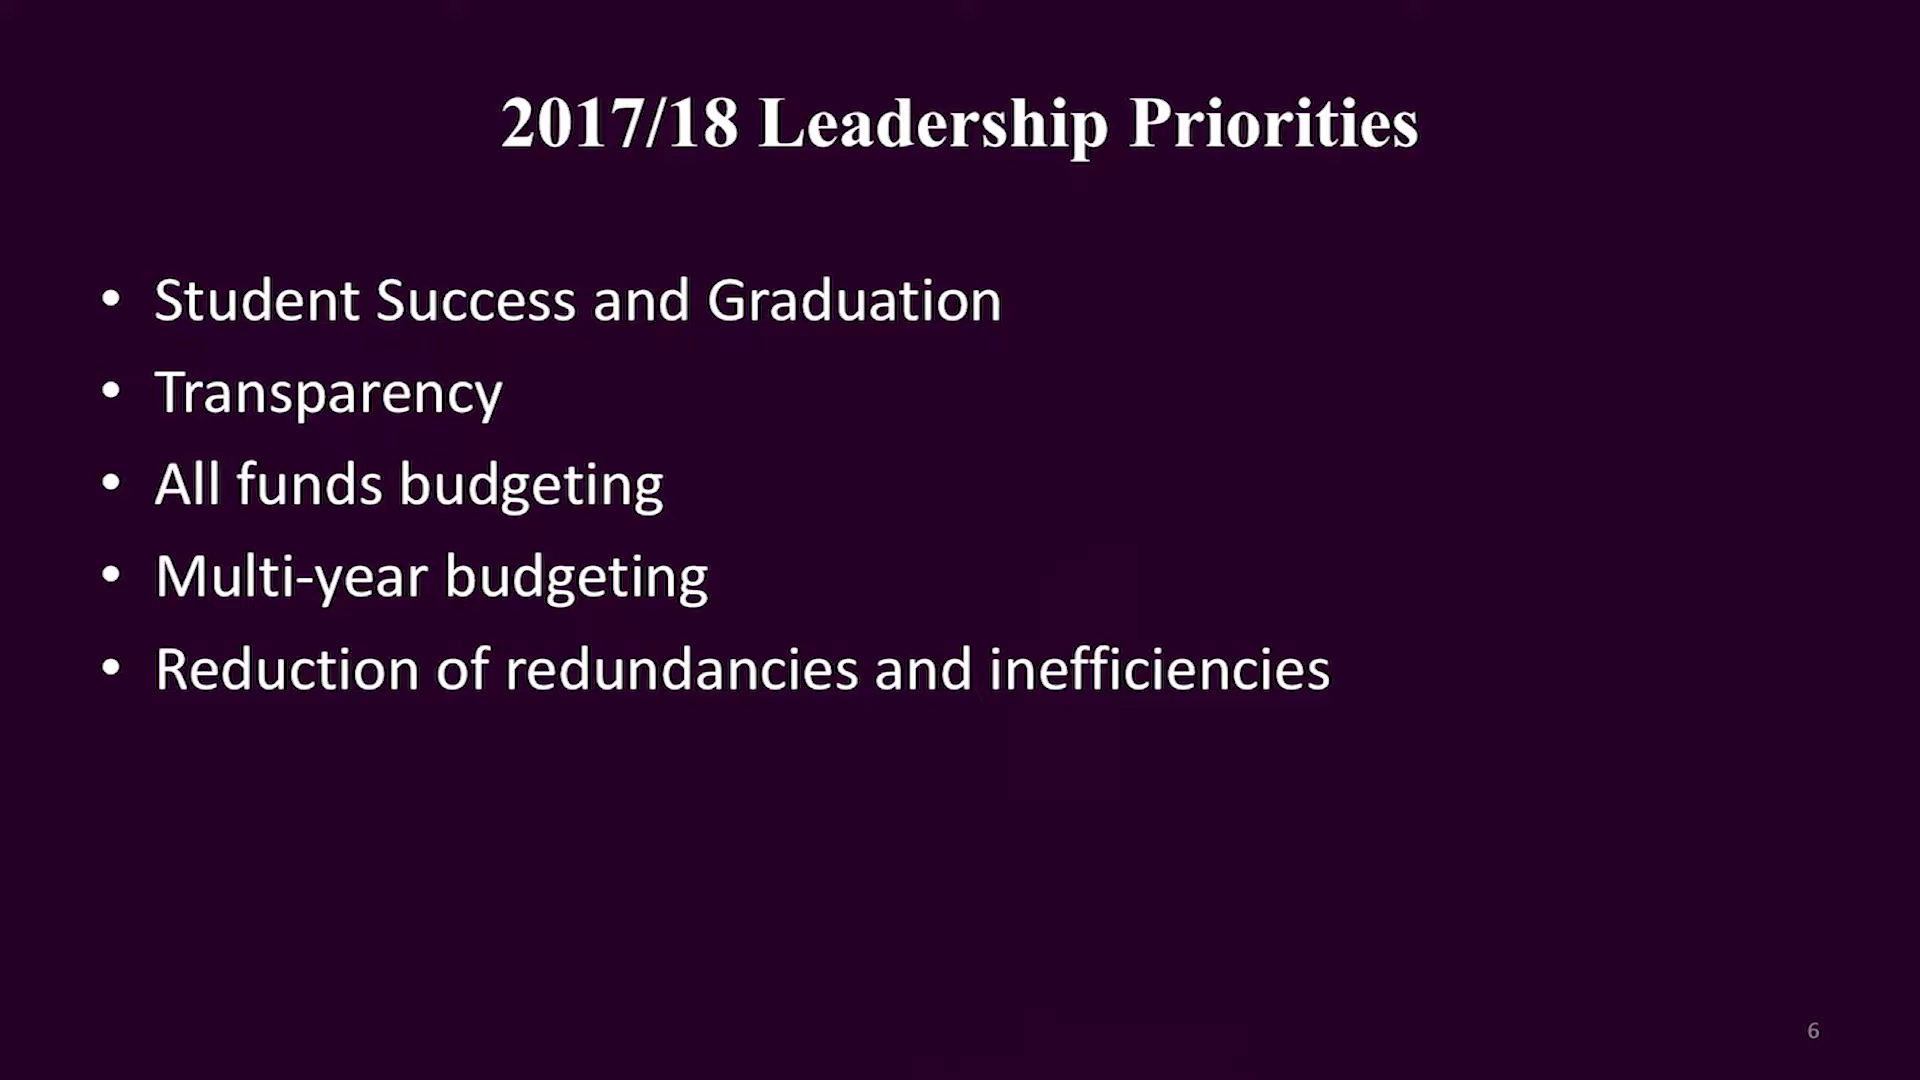 2017/18 Leadership Priorities
• Student Success and Graduation
• Transparency
• All funds budgeting
• Multi-year budgeting
• Reduction of redundancies and inefficiencies
6